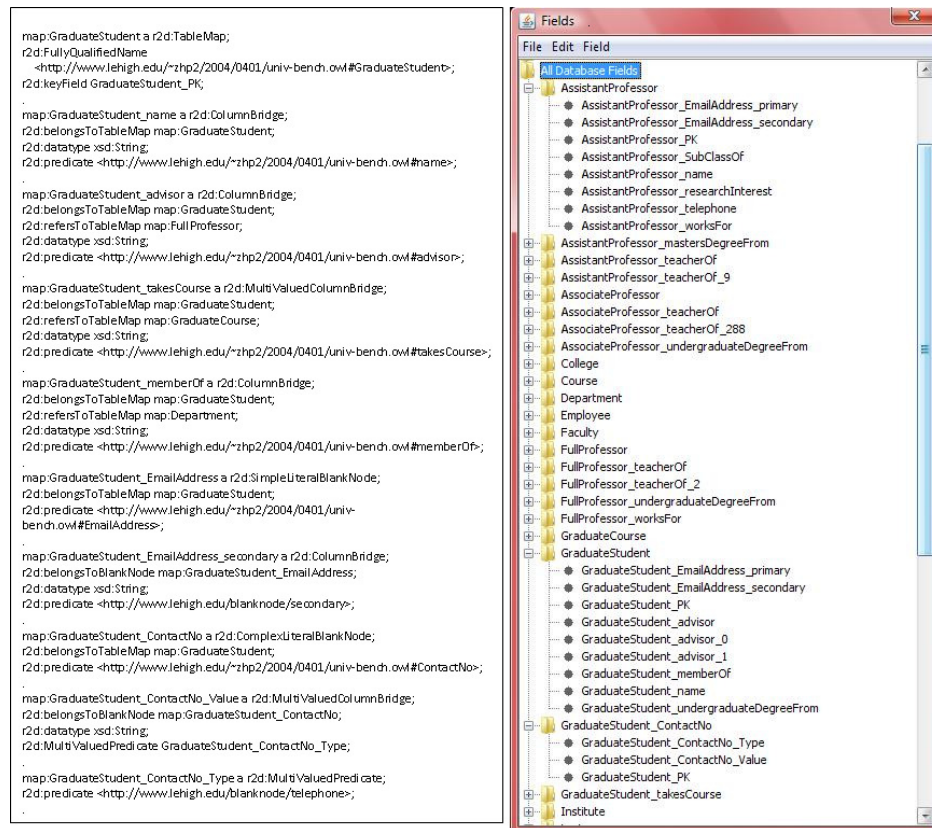 map:GraduateStudent a r2d:TableMap;
r2d:FullyQualifiedName
<http://www.lehigh.edu/~zhp2/2004/0401/univ-bench.owl#GraduateStudent>;
r2d:keyField GraduateStudent_PK;
.
map:GraduateStudent_name a r2d:ColumnBridge;
r2d:belongsToTableMap map:GraduateStudent;
r2d:datatype xsd:String;
r2d:predicate <http://www.lehigh.edu/~zhp2/2004/0401/univ-bench.owl#name>;
.
map:GraduateStudent_advisor a r2d:ColumnBridge;
r2d:belongsToTableMap map:GraduateStudent;
r2d:refersToTableMap map:FullProfessor;
r2d:datatype xsd:String;
r2d:predicate <http://www.lehigh.edu/~zhp2/2004/0401/univ-bench.owl#advisor>;
.
map:GraduateStudent_takesCourse a r2d:MultiValuedColumnBridge;
r2d:belongsToTableMap map:GraduateStudent;
r2d:refersToTableMap map:GraduateCourse;
r2d:datatype xsd:String;
r2d:predicate <http://www.lehigh.edu/~zhp2/2004/0401/univ-bench.owl#takesCourse>;
.
map:GraduateStudent_memberOf a r2d:ColumnBridge;
r2d:belongsToTableMap map:GraduateStudent;
r2d:refersToTableMap map:Department;
r2d:datatype xsd:String;
r2d:predicate <http://www.lehigh.edu/~zhp2/2004/0401/univ-bench.owl#memberOf>;
.
map:GraduateStudent_EmailAddress a r2d:SimpleLiteralBlankNode;
r2d:belongsToTableMap map:GraduateStudent;
r2d:predicate <http://www.lehigh.edu/~zhp2/2004/0401/univ-
bench.owl#EmailAddress>;
.
map:GraduateStudent_EmailAddress_secondary a r2d:ColumnBridge;
r2d:belongsToBlankNode map:GraduateStudent_EmailAddress;
r2d:datatype xsd:String;
r2d:predicate <http://www.lehigh.edu/blanknode/secondary>;
.
map:GraduateStudent_ContactNo a r2d:ComplexLiteralBlankNode;
r2d:belongsToTableMap map:GraduateStudent;
r2d:predicate <http://www.lehigh.edu/~zhp2/2004/0401/univ-bench.owl#ContactNo>;
.
map:GraduateStudent_ContactNo_Value a r2d:MultiValuedColumnBridge;
r2d:belongsToBlankNode map:GraduateStudent_ContactNo;
r2d:datatype xsd:String;
r2d:MultiValuedPredicate GraduateStudent_ContactNo_Type;
.
map:GraduateStudent_ContactNo_Type a r2d:MultiValuedPredicate;
r2d:predicate <http://www.lehigh.edu/blanknode/telephone>;
.
Fields
File Edit Field
All Database Fields
AssistantProfessor
AssistantProfessor_EmailAddress_primary
AssistantProfessor_EmailAddress_secondary
AssistantProfessor_PK
AssistantProfessor_SubClassOf
AssistantProfessor_name
AssistantProfessor_researchInterest
AssistantProfessor_telephone
AssistantProfessor_worksFor
AssistantProfessor_mastersDegreeFrom
AssistantProfessor_teacherOf
AssistantProfessor_teacherOf_9
AssociateProfessor
AssociateProfessor_teacherOf
AssociateProfessor_teacherOf_288
AssociateProfessor_undergraduateDegreeFrom
College
Course
Department
Employee
Faculty
FullProfessor
FullProfessor_teacherOf
FullProfessor_teacherOf_2
FullProfessor_undergraduateDegreeFrom
FullProfessor_worksFor
GraduateCourse
GraduateStudent
GraduateStudent_EmailAddress_primary
GraduateStudent_EmailAddress_secondary
GraduateStudent_PK
GraduateStudent_advisor
GraduateStudent_advisor_0
GraduateStudent_advisor_1
GraduateStudent_memberOf
GraduateStudent_name
GraduateStudent_undergraduateDegreeFrom
GraduateStudent_ContactNo
GraduateStudent_ContactNo_Type
GraduateStudent_ContactNo_Value
GraduateStudent_PK
GraduateStudent_takesCourse
Institute